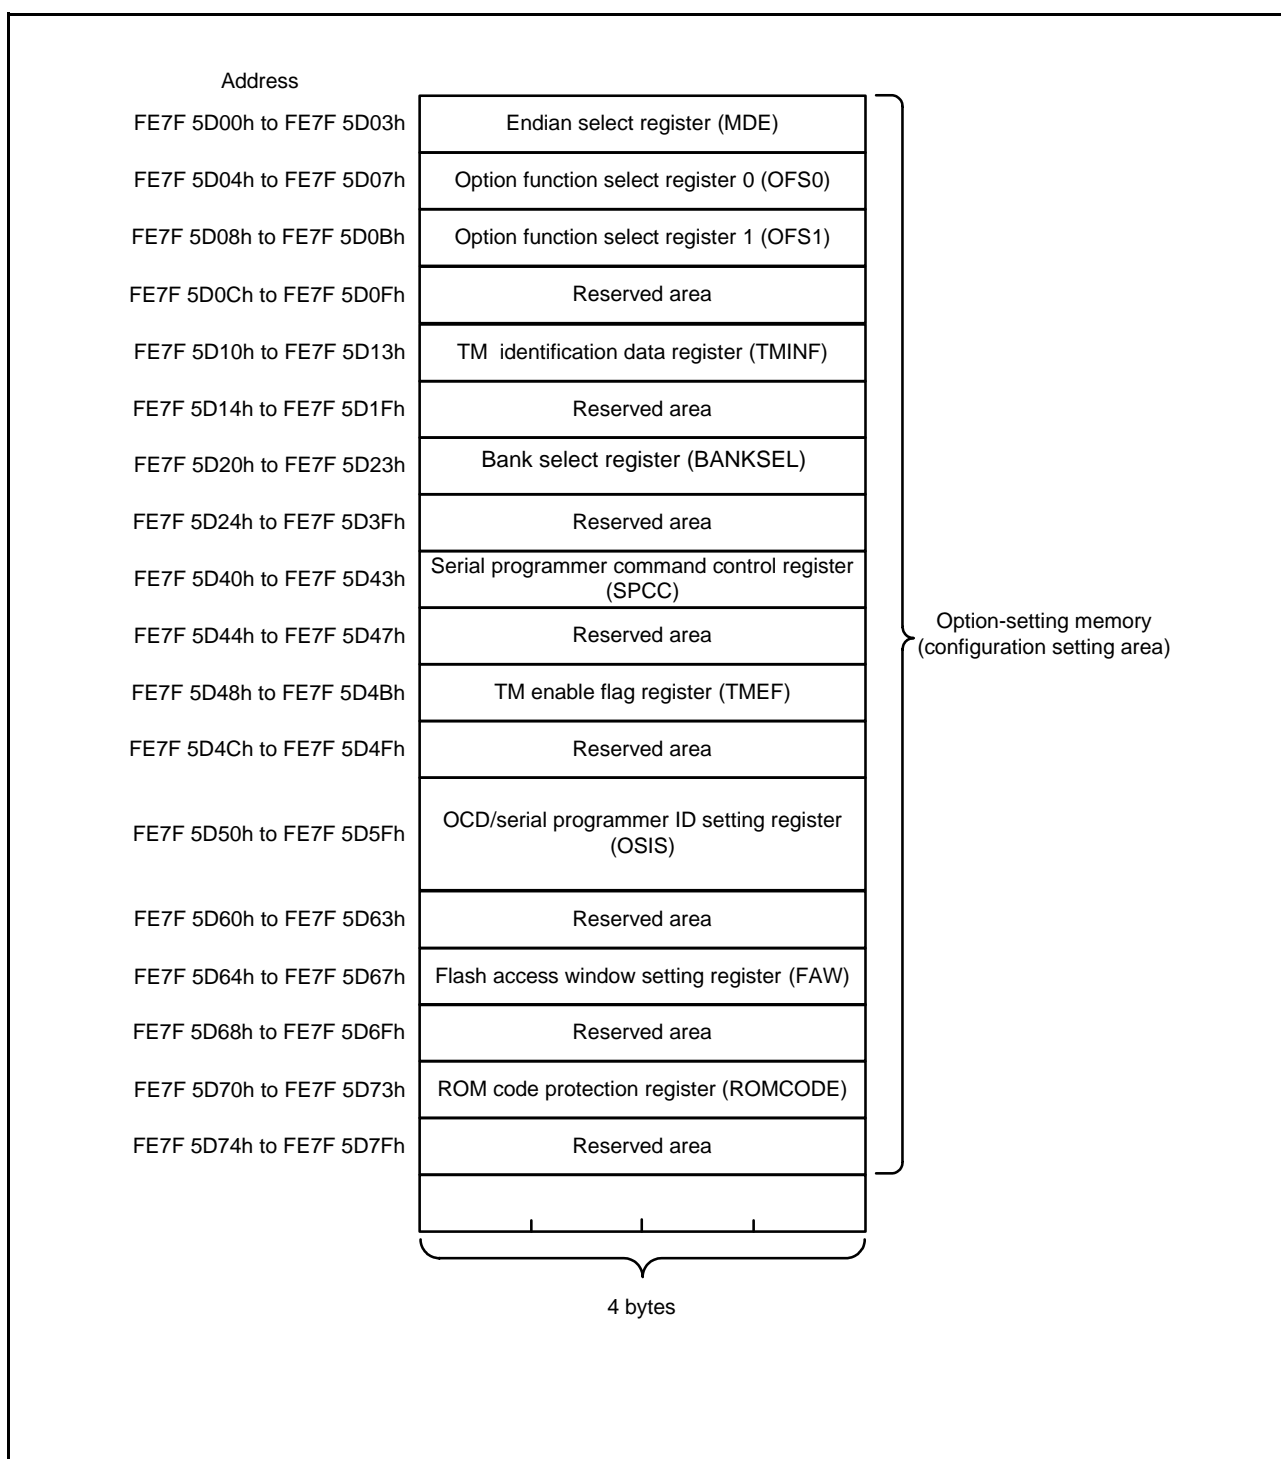 Address
FE7F 5D00h to FE7F 5D03h Endian select register (MDE)
FE7F 5D04h to FE7F 5D07h Option function select register 0 (OFS0)
FE7F 5D08h to FE7F 5D0Bh Option function select register 1 (OFS1)
FE7F 5D0Ch to FE7F 5D0Fh Reserved area
FE7F 5D10h to FE7F 5D13h TM identification data register (TMINF)
FE7F 5D14h to FE7F 5D1Fh Reserved area
FE7F 5D20h to FE7F 5D23h Bank select register (BANKSEL)
FE7F 5D24h to FE7F 5D3Fh Reserved area
FE7F 5D40h to FE7F 5D43h Serial programmer command control register
(SPCC)
FE7F 5D44h to FE7F 5D47h Reserved area
Option-setting memory
(configuration setting area)
FE7F 5D48h to FE7F 5D4Bh TM enable flag register (TMEF)
FE7F 5D4Ch to FE7F 5D4Fh Reserved area
FE7F 5D50h to FE7F 5D5Fh OCD/serial programmer ID setting register
(OSIS)
FE7F 5D60h to FE7F 5D63h Reserved area
FE7F 5D64h to FE7F 5D67h Flash access window setting register (FAW)
FE7F 5D68h to FE7F 5D6Fh Reserved area
FE7F 5D70h to FE7F 5D73h ROM code protection register (ROMCODE)
FE7F 5D74h to FE7F 5D7Fh Reserved area
4 bytes